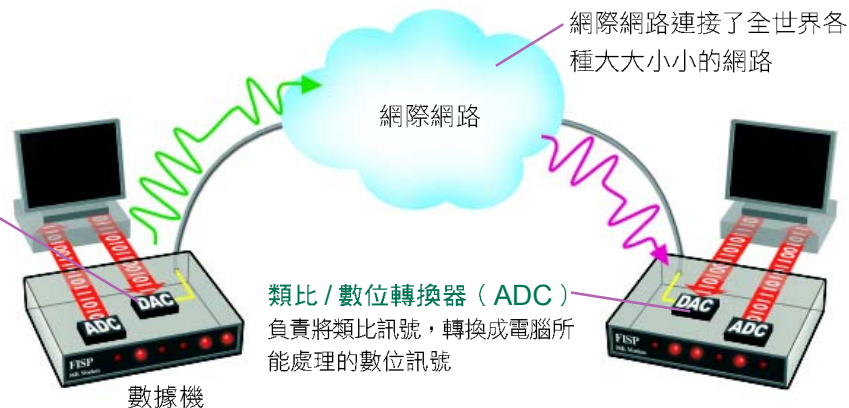 網際網路連接了全世界各
種大大小小的網路
網際網路
類比 / 數位轉換器（ADC）
負責將類比訊號，轉換成電腦所
能處理的數位訊號
DAC
ADC
FISP
數據機
DAC
ADC
FISP